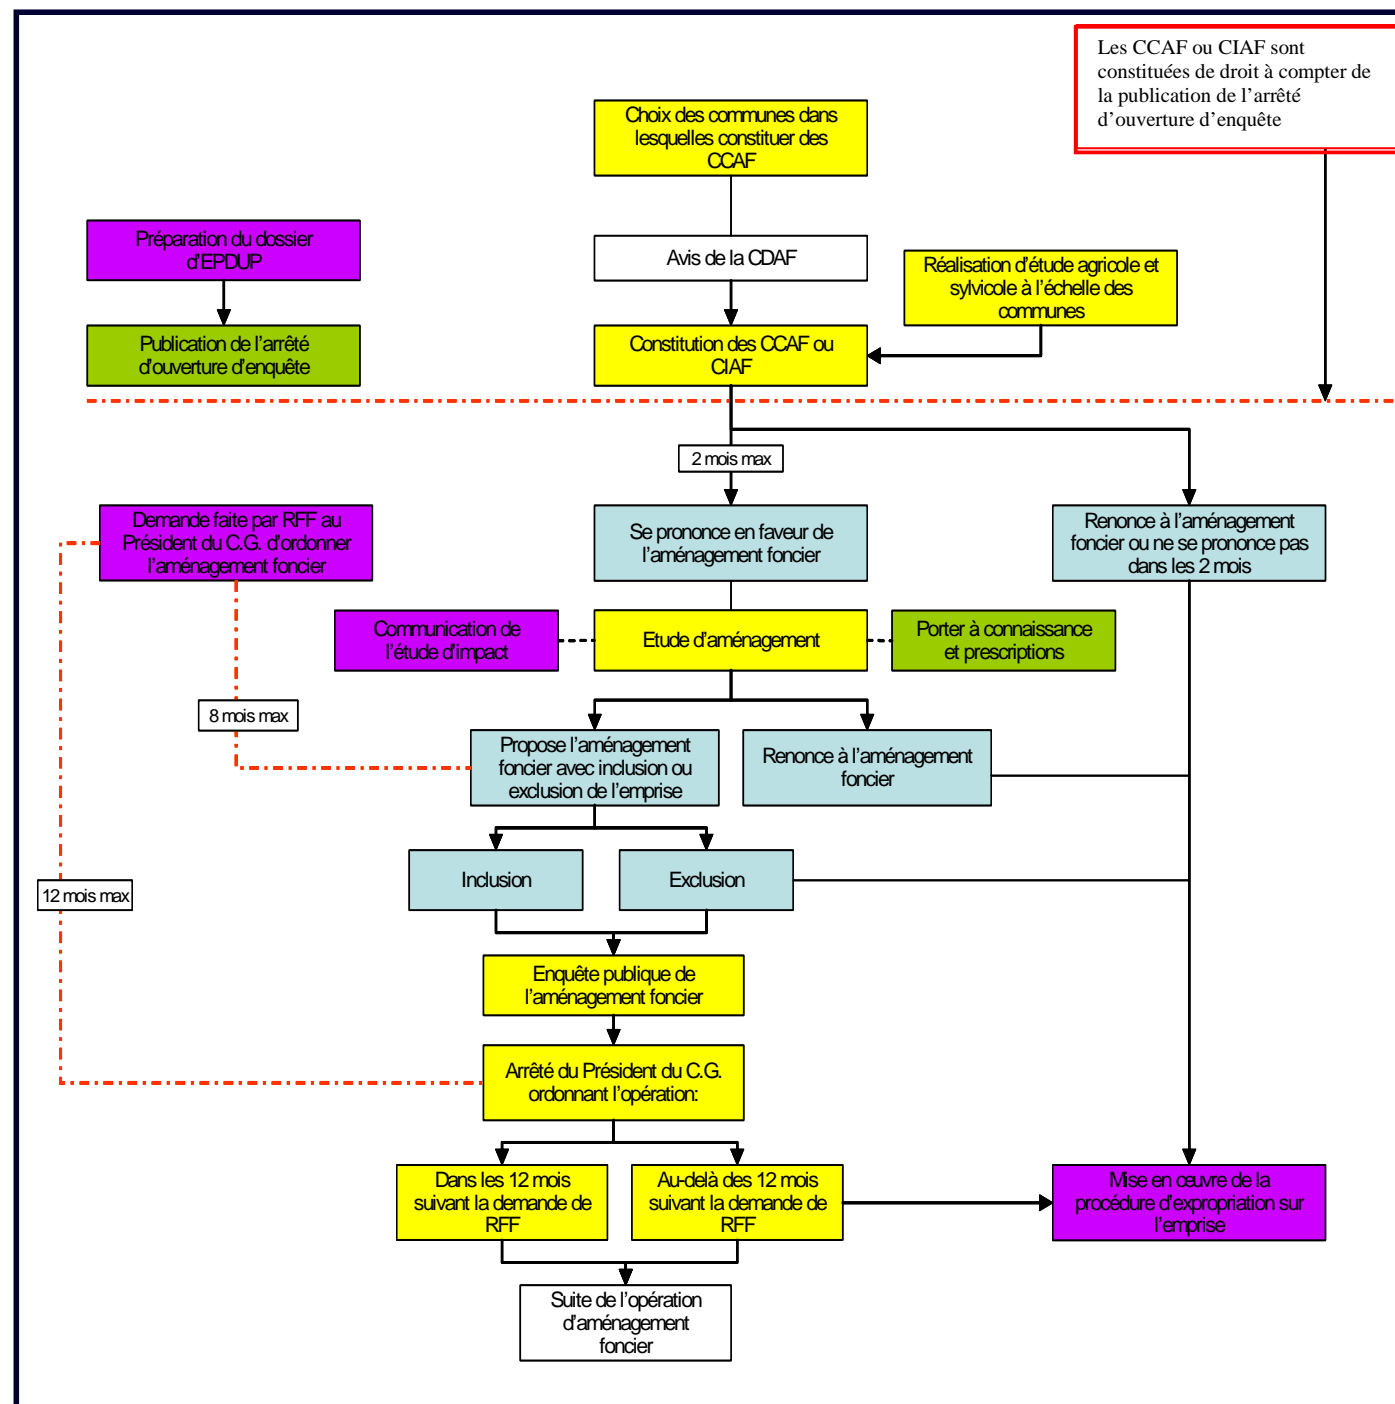 Les CCAF ou CIAF sont
constituées de droit à compter de
la publication de l'arrêté
d'ouverture d'enquête
Choix des communes dans
lesquelles constituer des
CCAF
Préparation du dossier
d'EPDUP
Avis de la CDAF
Réalisation d'étude agricole et
sylvicole à l'échelle des
communes
Publication de l'arrêté
d'ouverture d'enquête
Constitution des CCAF ou
CIAF
2 mois max
Demande faite par RFF au
Président du C.G. d'ordonner
l'aménagement foncier
Se prononce en faveur de
l'aménagement foncier
Renonce à l'aménagement
foncier ou ne se prononce pas
dans les 2 mois
Communication de
l'étude d'impact
Etude d'aménagement
Porter à connaissance
et prescriptions
8 mois max
Propose l'aménagement
foncier avec inclusion ou
exclusion de l'emprise
Renonce à l'aménagement
foncier
Inclusion
Exclusion
12 mois max
Enquête publique de
l'aménagement foncier
Arrêté du Président du C.G.
ordonnant l'opération:
Dans les 12 mois
suivant la demande de
RFF
Au-delà des 12 mois
suivant la demande de
RFF
Mise en œuvre de la
procédure d'expropriation sur
l'emprise
Suite de l'opération
d'aménagement
foncier